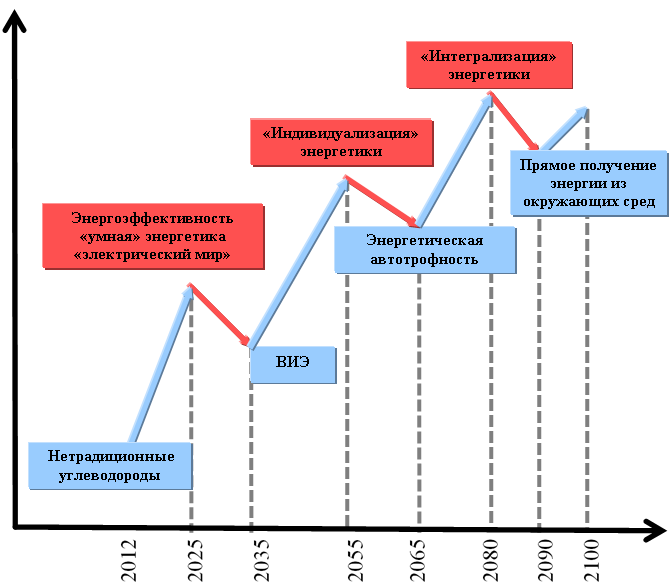 «Интегрализация»
энергетики
«Индивидуализация»
энергетики
Прямое получение
энергии из
окружающих сред
Энергоэффективность
«умная» энергетика
«электрический мир»
Энергетическая
автотрофность
ВИЭ
Нетрадиционные
углеводороды
2012
2025
2035
2055
2065
2080
2090
2100